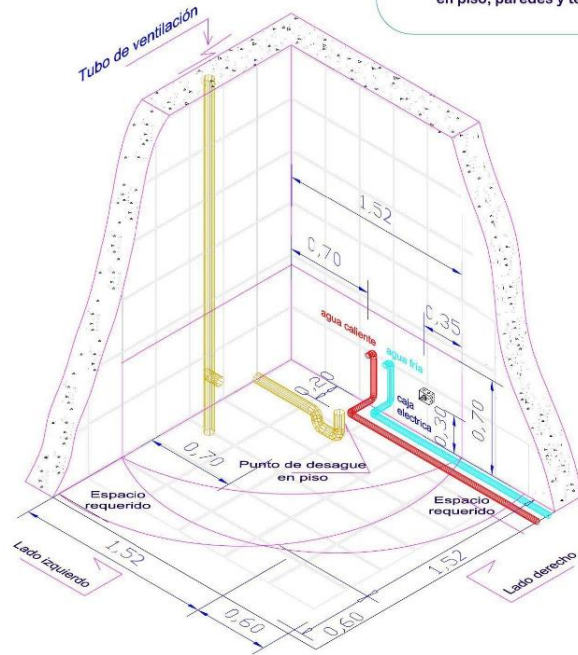 en piso, paredes y te
Tubo de ventilación
1,52
0,70
0,35
agua caliente
agua fria
caja
electrica
0,20
0,30
0,70
0,70
Punto de desague
en piso
Espacio
requerido
Espacio
requerido
1,52
1,52
Lado izquierdo
Lado derecho
0,60
0,60